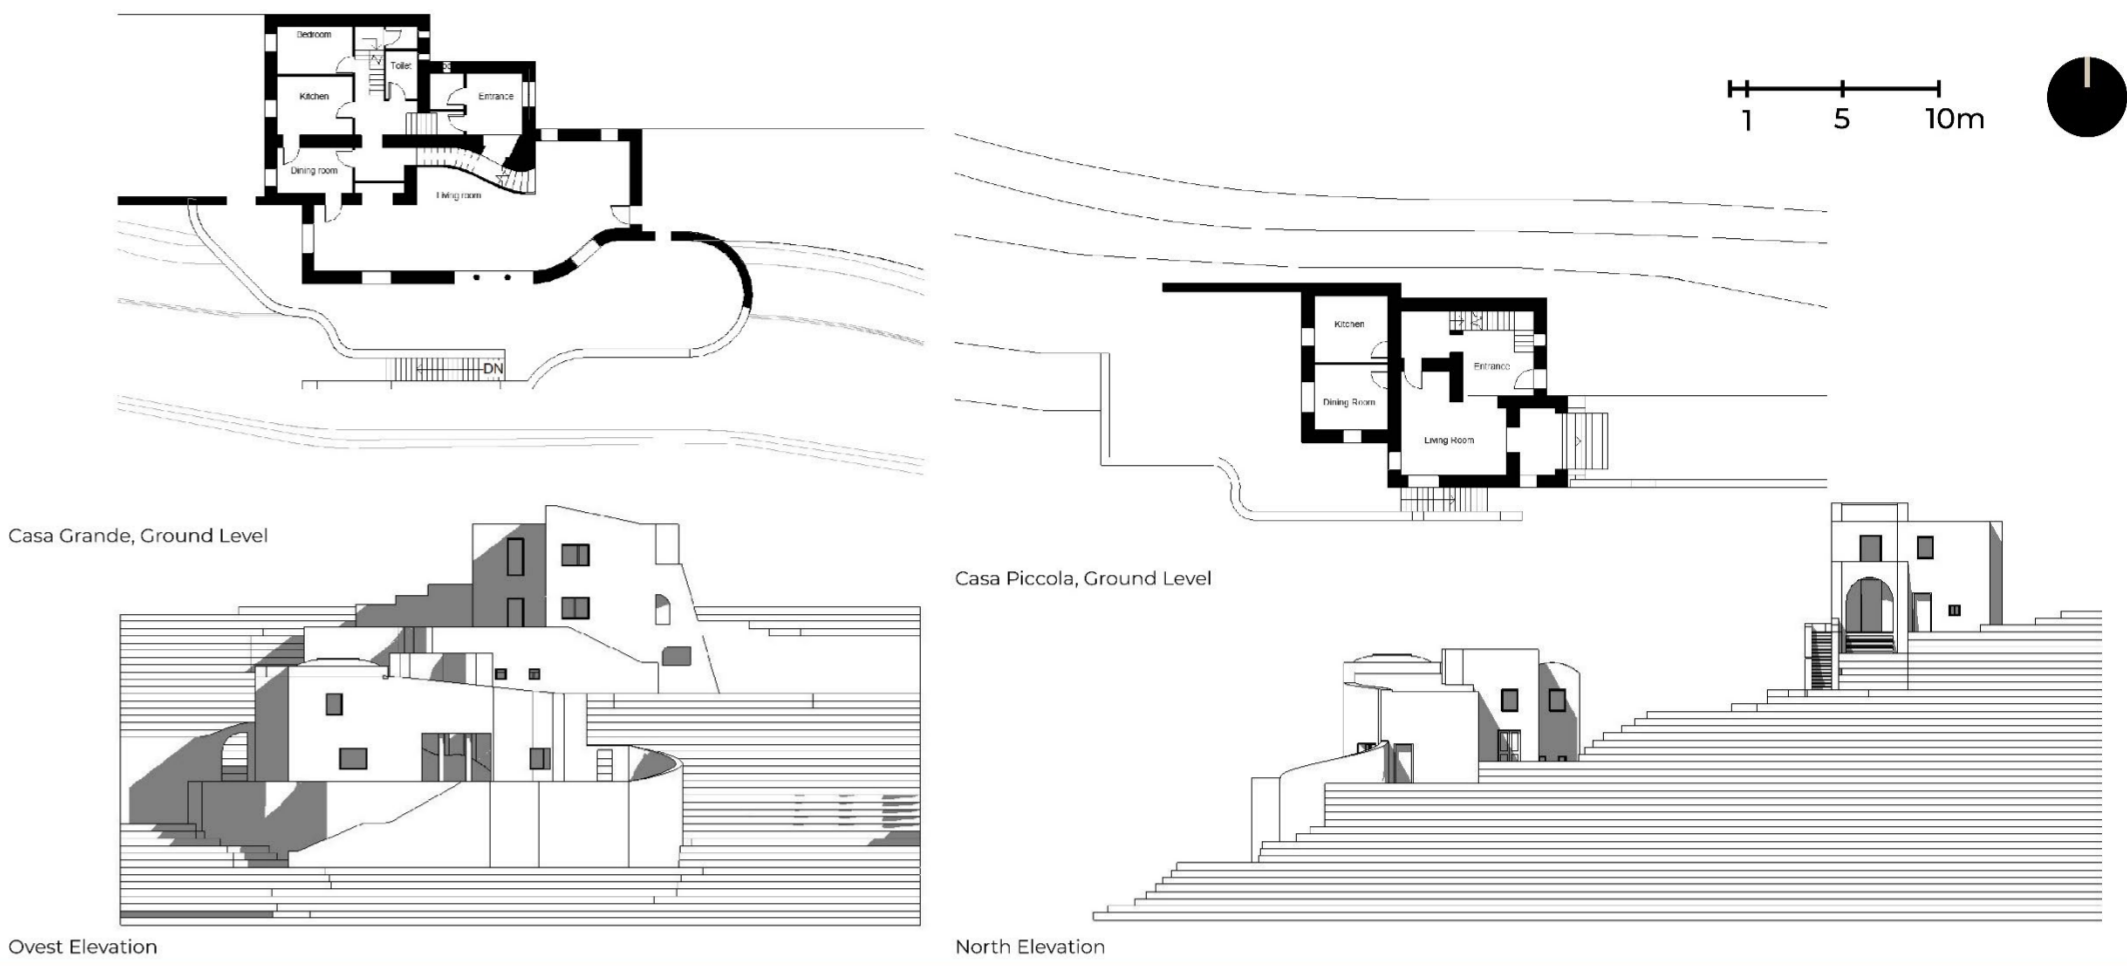 Bedroom
Toilet
Kitchen
Entrance
Dining room
Living room
DN
1 5 10m
Kitchen
Entrance
Dining Room
Living Room
Casa Grande, Ground Level
Casa Piccola, Ground Level
Ovest Elevation
North Elevation